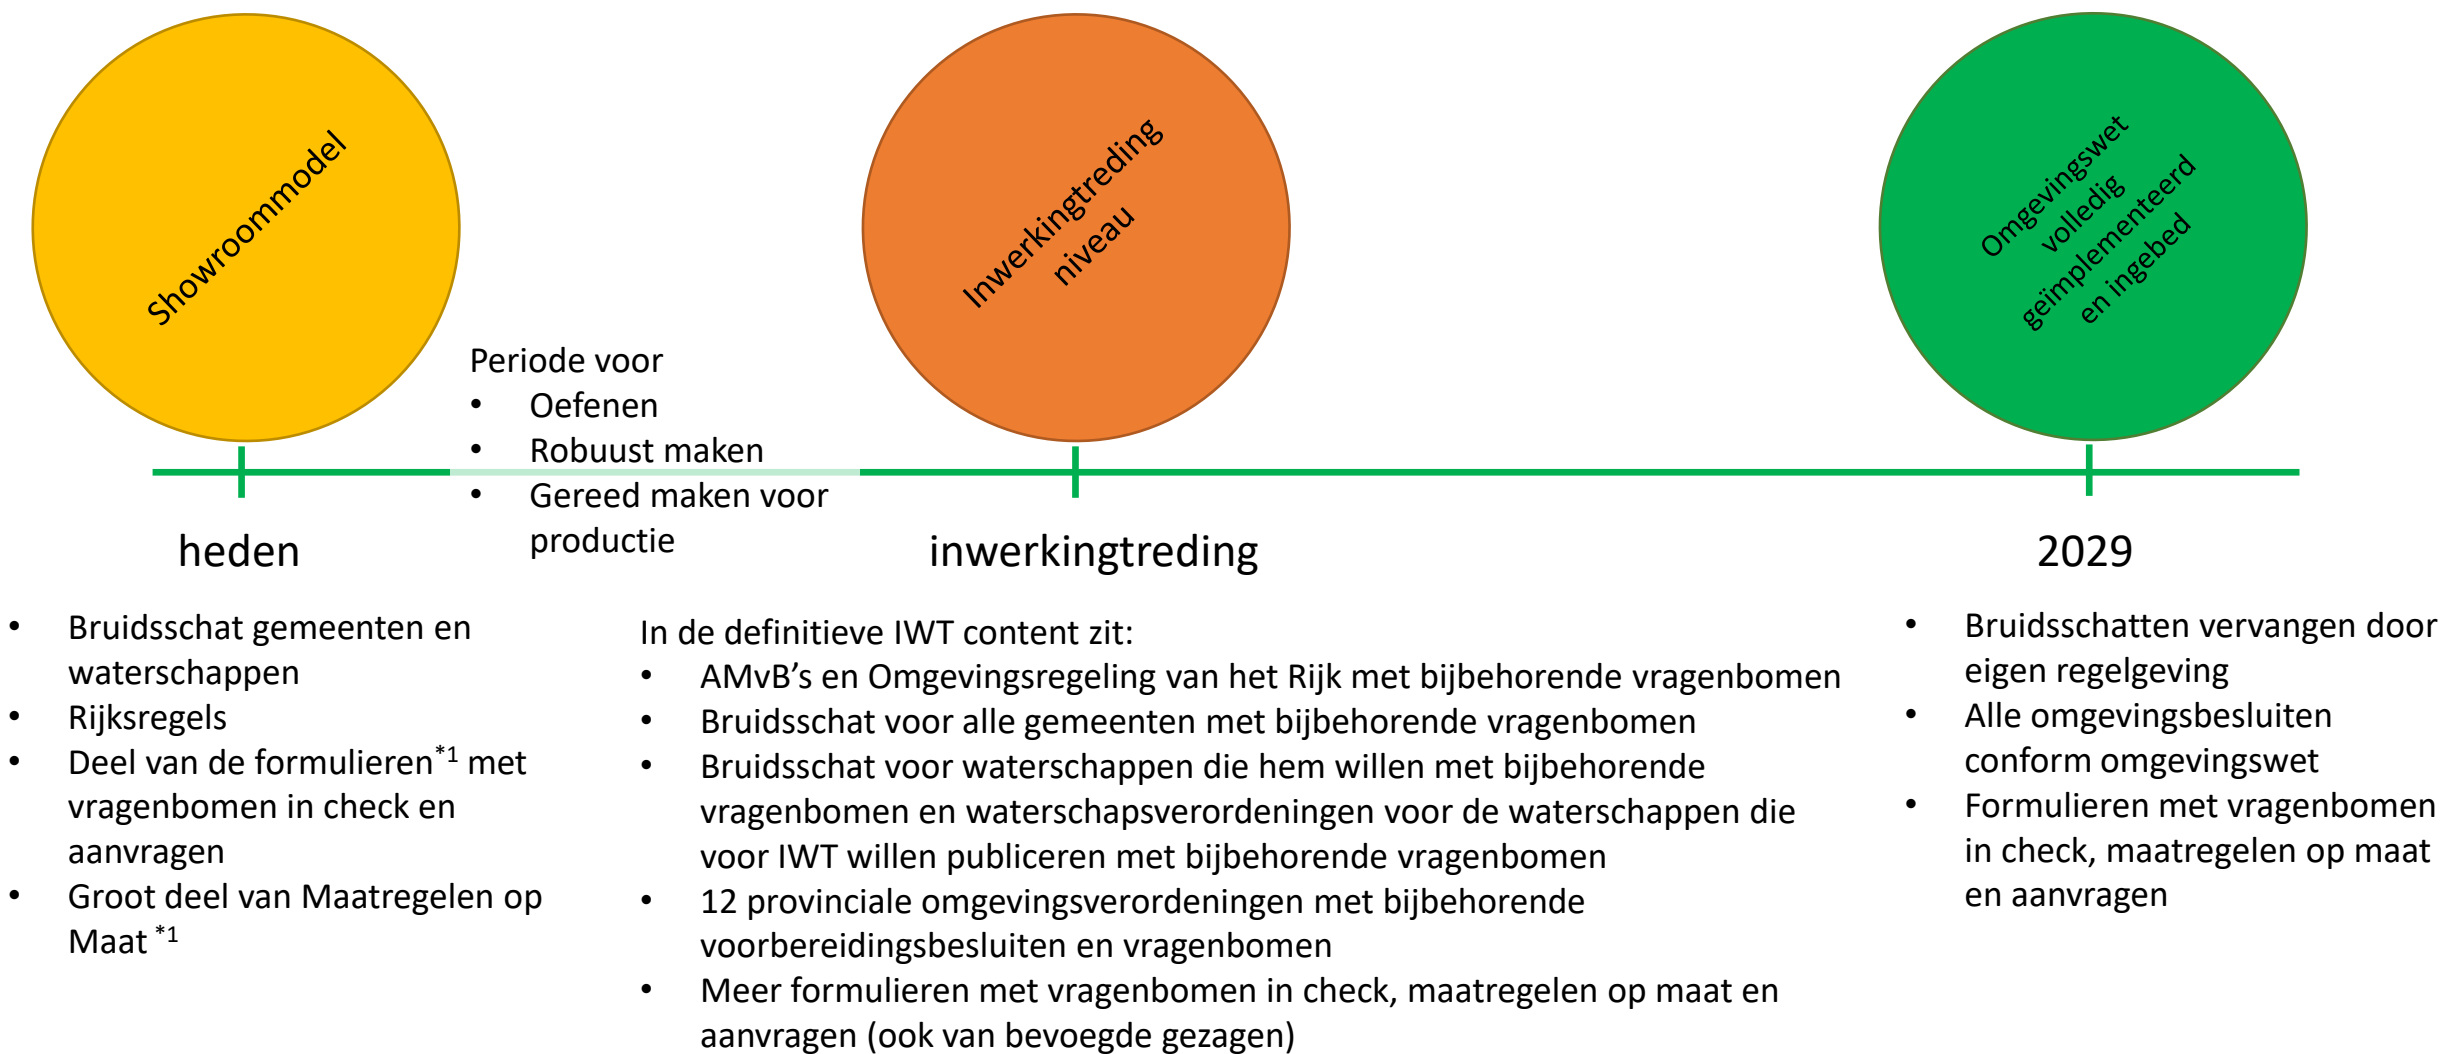 Showroommodel
Inwerkingtreding
niveau
Omgevingswet
volledig
geïmplementeerd
en ingebed
Periode voor
• Oefenen
• Robuust maken
• Gereed maken voor
productie
heden
inwerkingtreding
2029
• Bruidsschat gemeenten en
waterschappen
• Rijksregels
• Deel van de formulieren*1 met
vragenbomen in check en
aanvragen
• Groot deel van Maatregelen op
Maat *1
In de definitieve IWT content zit:
• AMvB’s en Omgevingsregeling van het Rijk met bijbehorende vragenbomen
• Bruidsschat voor alle gemeenten met bijbehorende vragenbomen
• Bruidsschat voor waterschappen die hem willen met bijbehorende
vragenbomen en waterschapsverordeningen voor de waterschappen die
voor IWT willen publiceren met bijbehorende vragenbomen
• 12 provinciale omgevingsverordeningen met bijbehorende
voorbereidingsbesluiten en vragenbomen
• Meer formulieren met vragenbomen in check, maatregelen op maat en
aanvragen (ook van bevoegde gezagen)
• Bruidsschatten vervangen door
eigen regelgeving
• Alle omgevingsbesluiten
conform omgevingswet
• Formulieren met vragenbomen
in check, maatregelen op maat
en aanvragen